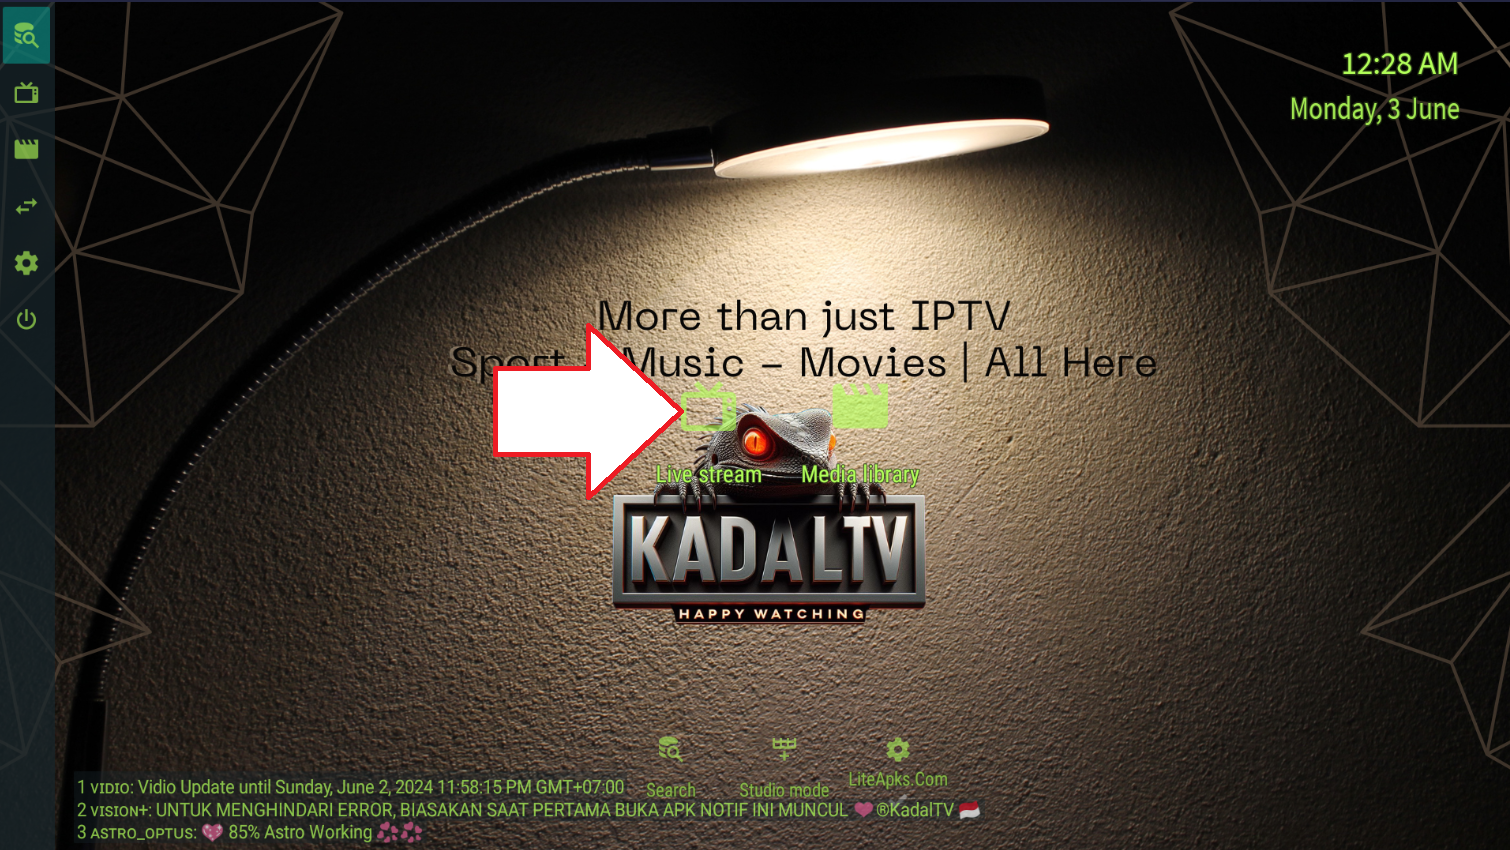 12:28 AM
Monday, 3 June
More than just IPTV
Sport - Music – Movies | All Here
Live stream
Media library
KADALTV
HAPPY WATCHING
Search
Studio mode
LiteApks.Com
1 ᴠɪᴅɪᴏ: Vidio Update until Sunday, June 2, 2024 11:58:15 PM GMT+07:00
2 ᴠɪsɪᴏɴ+: UNTUK MENGHINDARI ERROR, BIASAKAN SAAT PERTAMA BUKA APK NOTIF INI MUNCUL ❤️ ®KadalTV 🇮🇩
3 ᴀsᴛʀᴏ_ᴏᴘᴛᴜs: 💖 85% Astro Working 💞💞